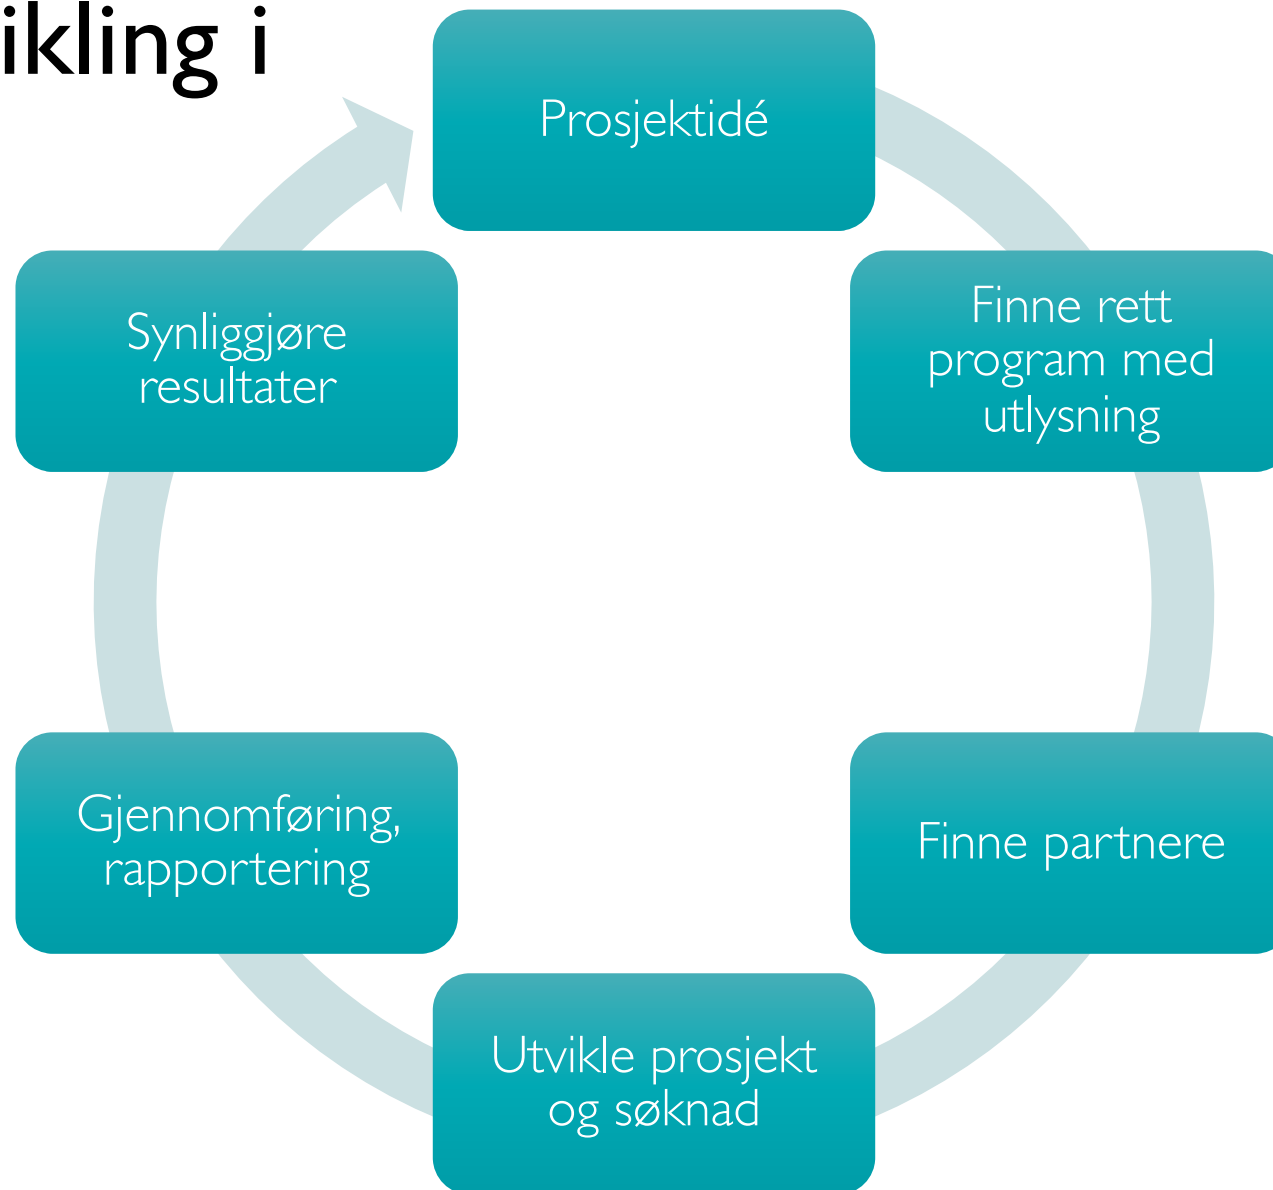 ikling i
Prosjektidé
Finne rett
program med
utlysning
Finne partnere
Utvikle prosjekt
og søknad
Gjennomføring,
rapportering
Synliggjøre
resultater